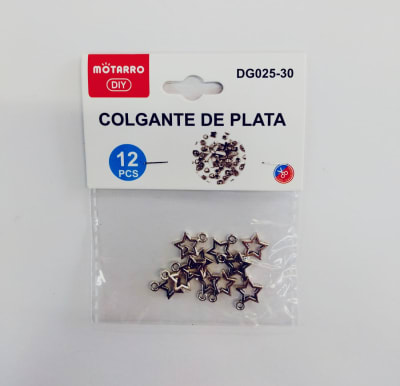 MOTARRO
DIY
DG025-30
COLGANTE DE PLATA
12
PCS